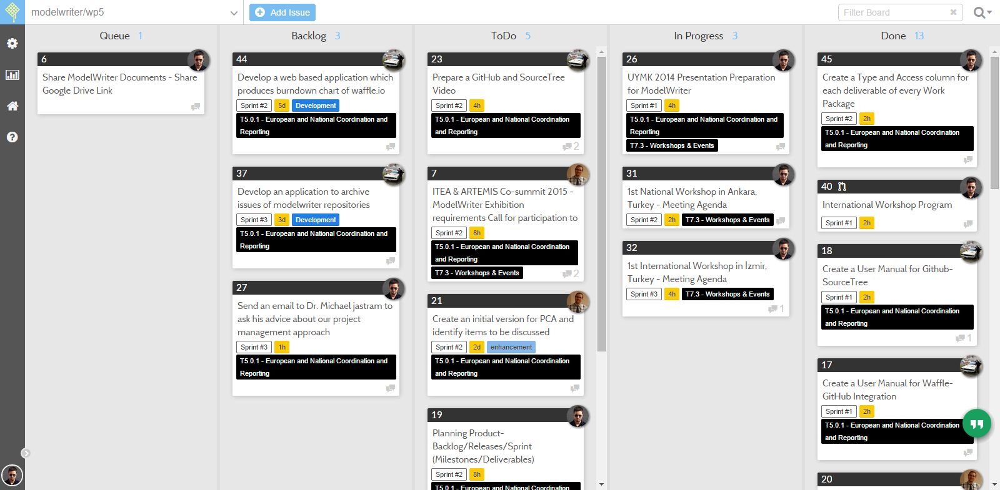 modelwriter/wp5
Add Issue
Filter Board
Queue 1
6
Share ModelWriter Documents - Share
Google Drive Link
Backlog 3
44
Develop a web based application which
produces burndown chart of waffle.io
Sprint #2 5d Development
T5.0.1 - European and National Coordination and
Reporting
37
Develop an application to archive
issues of modelwriter repositories
Sprint #3 3d Development
T5.0.1 - European and National Coordination and
Reporting
27
Send an email to Dr. Michael jastram to
ask his advice about our project
management approach
Sprint #3 1h
T5.0.1 - European and National Coordination and
Reporting
ToDo 5
23
Prepare a GitHub and SourceTree
Video
Sprint #2 4h
T5.0.1 - European and National Coordination
and Reporting
2
7
ITEA & ARTEMIS Co-summit 2015 -
ModelWriter Exhibition
requirements Call for participation to
Sprint #2 8h
T5.0.1 - European and National Coordination
and Reporting
T7.3 - Workshops & Events 2
21
Create an initial version for PCA and
identify items to be discussed
Sprint #2 2d enhancement
T5.0.1 - European and National Coordination
and Reporting
19
Planning Product-
Backlog/Releases/Sprint
(Milestones/Deliverables)
Sprint #2 8h
T5.0.1 - European and National Coordination
In Progress 3
26
UYMK 2014 Presentation Preparation
for ModelWriter
Sprint #1 4h
T5.0.1 - European and National Coordination and
Reporting
T7.3 - Workshops & Events
31
1st National Workshop in Ankara,
Turkey - Meeting Agenda
Sprint #2 2h T7.3 - Workshops & Events
32
1st International Workshop in İzmir,
Turkey - Meeting Agenda
Sprint #3 4h T7.3 - Workshops & Events
1
Done 13
45
Create a Type and Access column for
each deliverable of every Work
Package
Sprint #2 2h
T5.0.1 - European and National Coordination
and Reporting
40
International Workshop Program
Sprint #1 2h
18
Create a User Manual for Github-
SourceTree
Sprint #1 2h
T5.0.1 - European and National Coordination
and Reporting
1
17
Create a User Manual for Waffle-
GitHub Integration
Sprint #1 2h
T5.0.1 - European and National Coordination
and Reporting
20